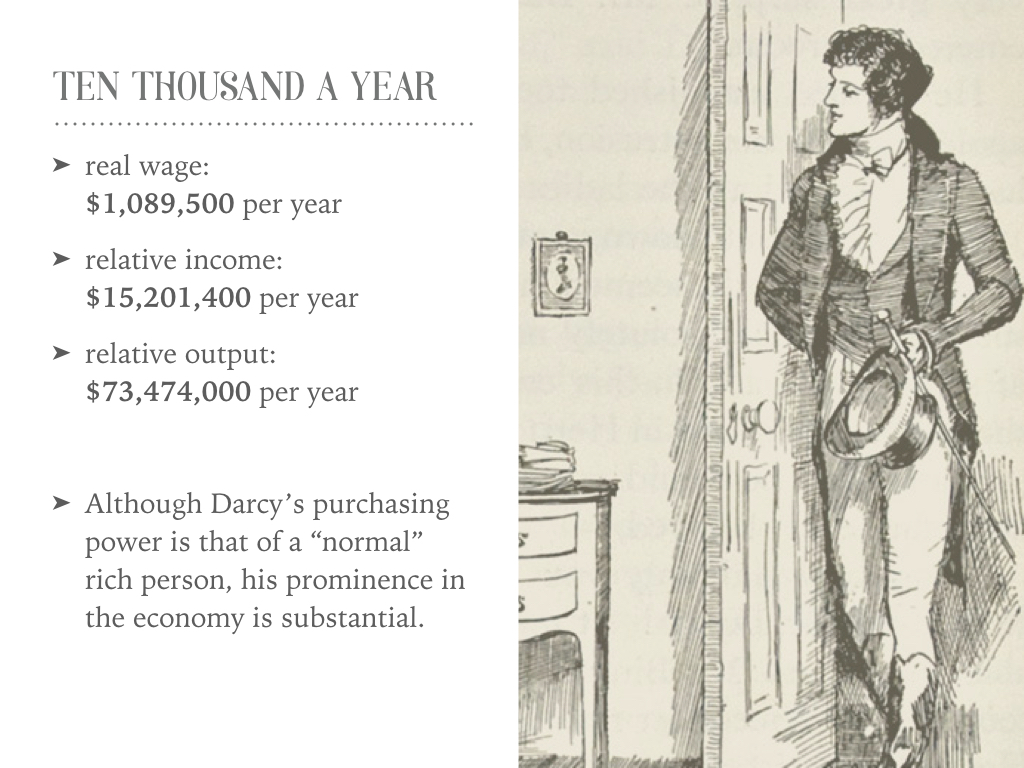 TEN THOUSAND A YEAR
➤ real wage:
$1,089,500 per year
➤ relative income:
$15,201,400 per year
➤ relative output:
$73,474,000 per year
➤ Although Darcy’s purchasing
power is that of a “normal”
rich person, his prominence in
the economy is substantial.